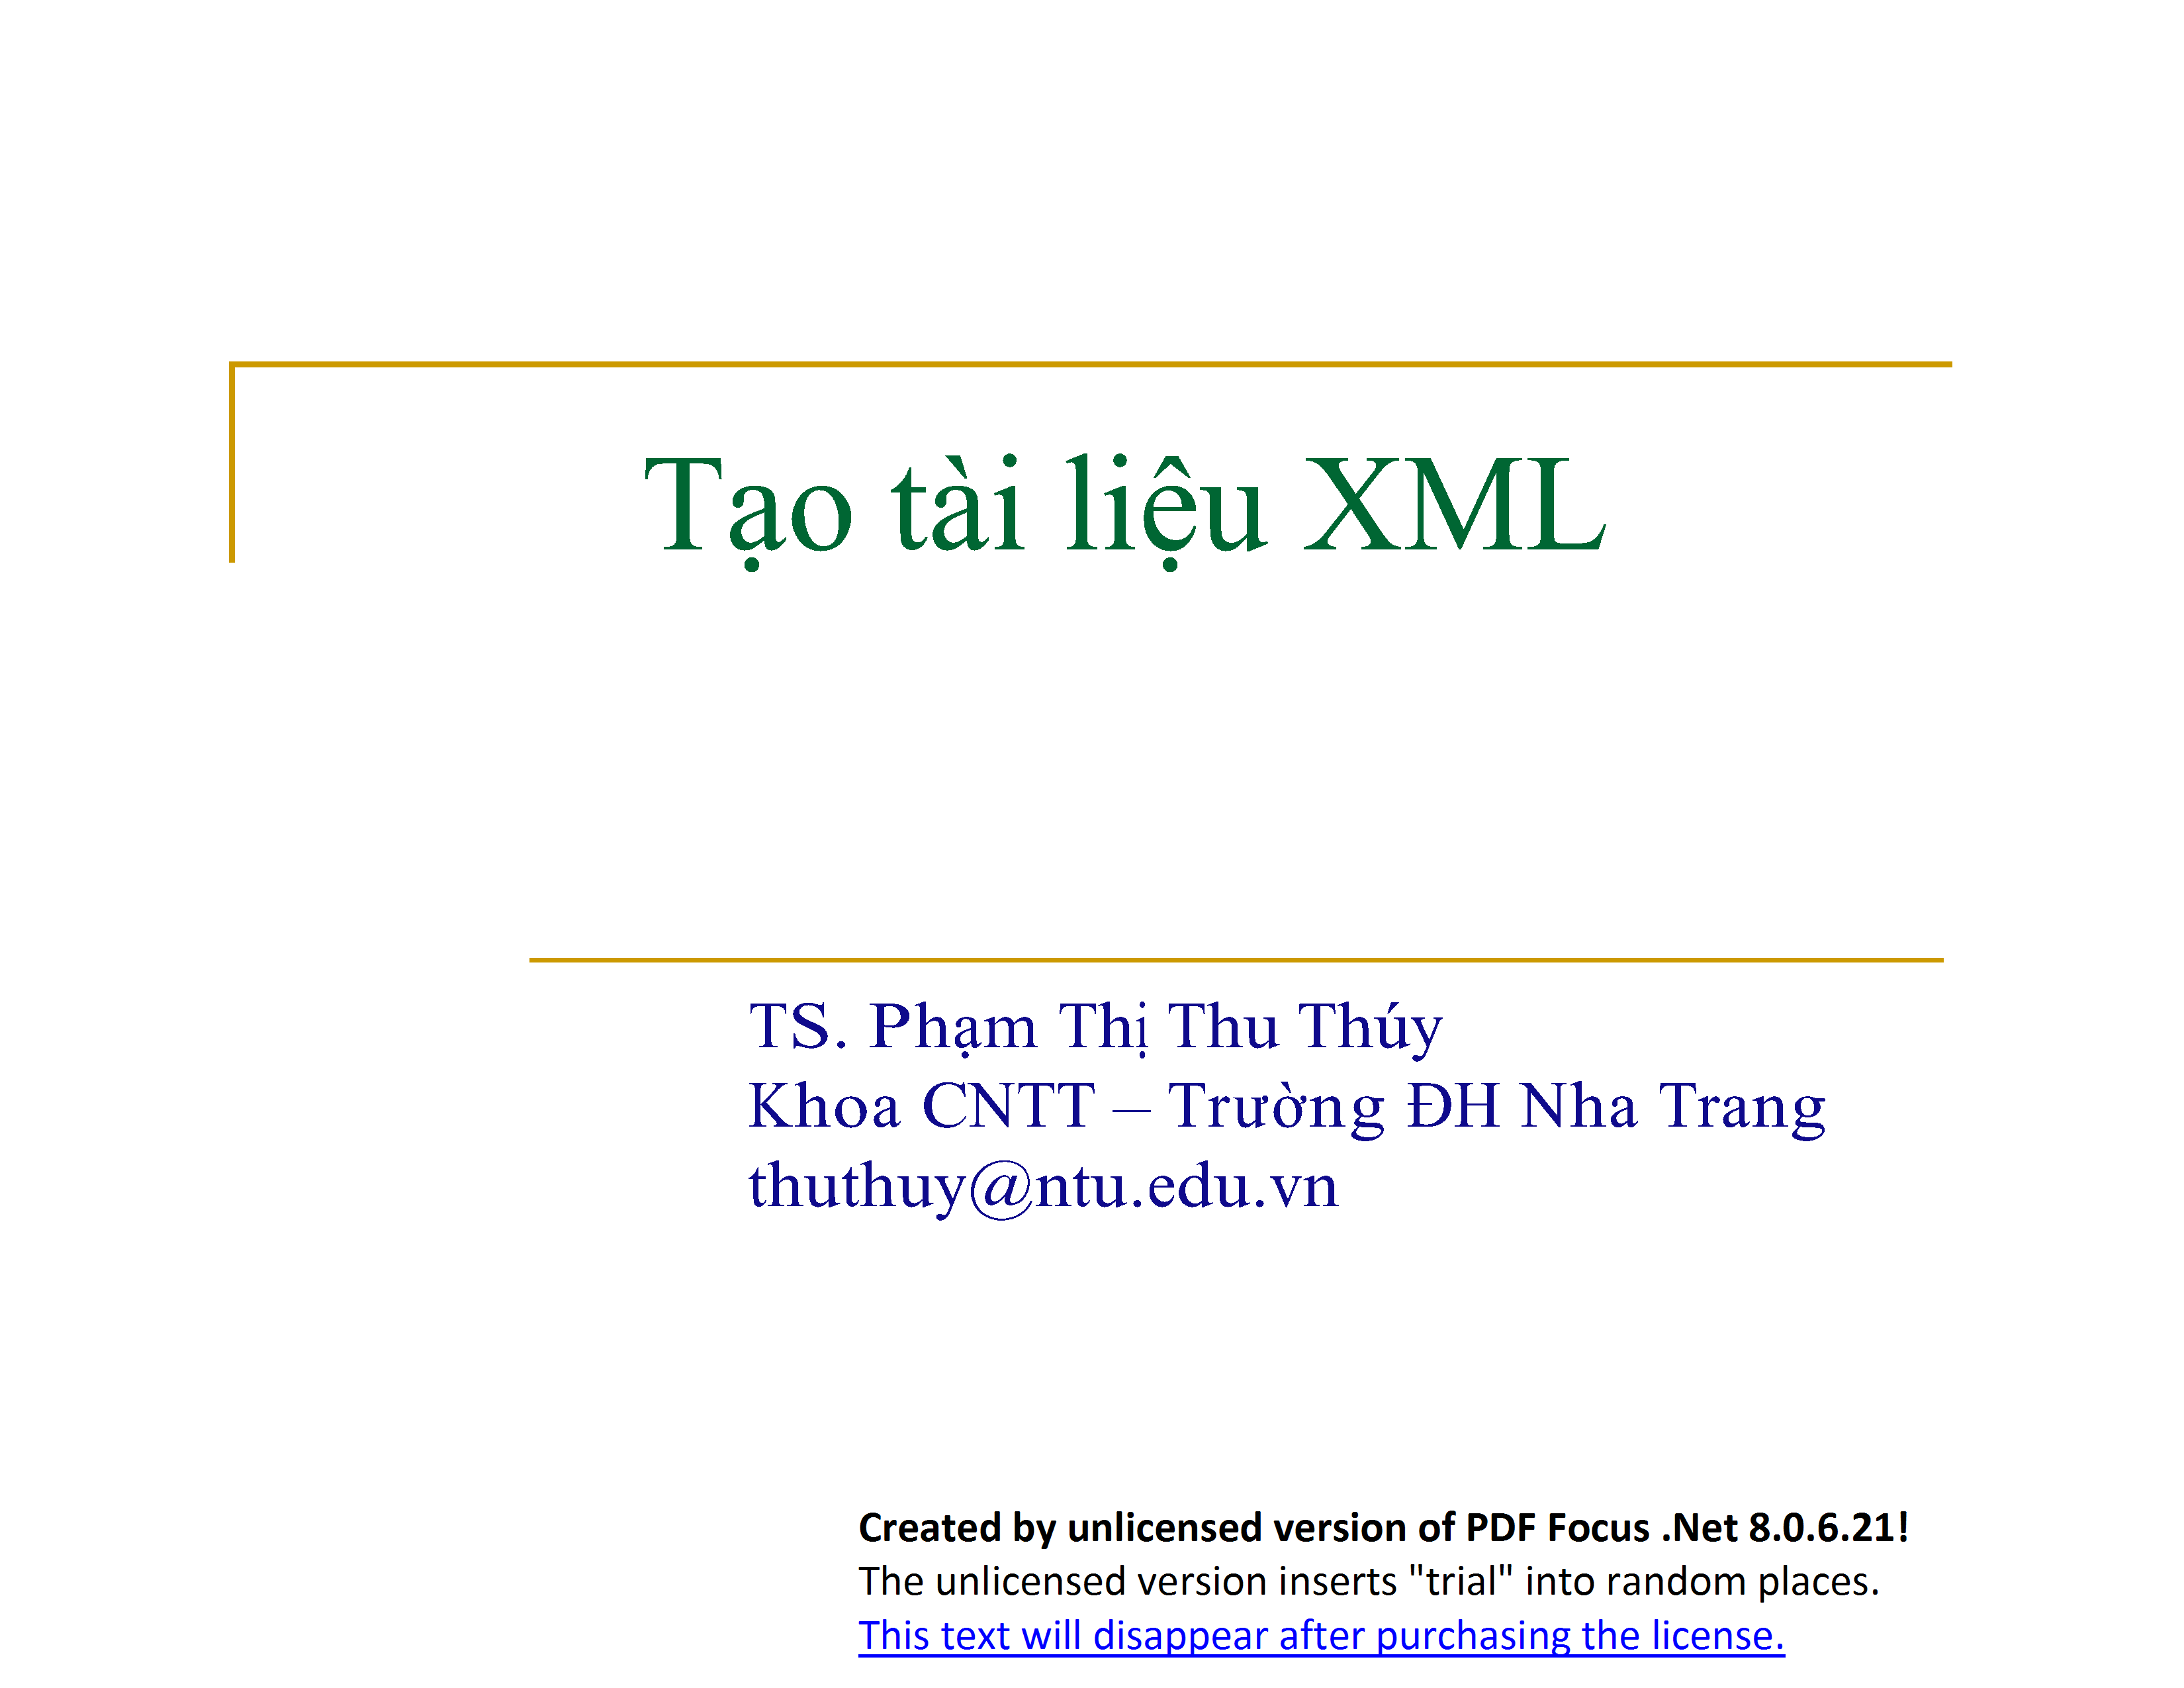 Tạo tài liệu XML
TS. Phạm Thị Thu Thúy
Khoa CNTT – Trường ĐH Nha Trang
thuthuy@ntu.edu.vn
Created by unlicensed version of PDF Focus .Net 8.0.6.21!
The unlicensed version inserts "trial" into random places.
This text will disappear after purchasing the license.